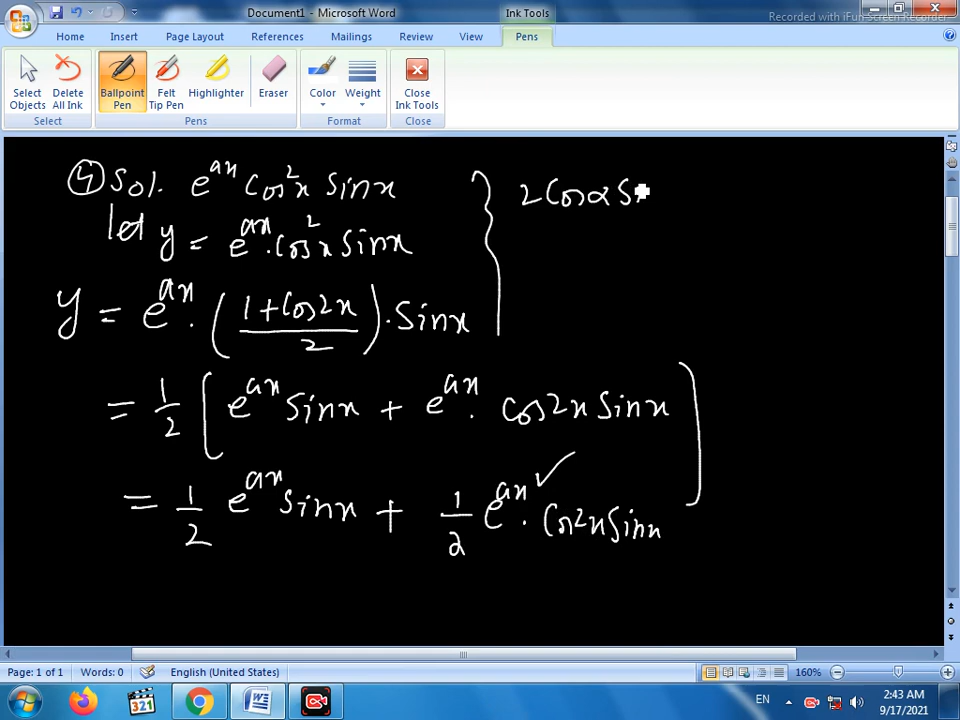 Document1 - Microsoft Word
Ink Tools
Recorded with iFun Screen Recorder
Home Insert Page Layout References Mailings Review View Pens
Select Objects
Delete All Ink
Ballpoint Pen
Felt Tip Pen
Highlighter
Eraser
Color
Weight
Close Ink Tools
Select Pens Format Close
④ Sol. e^{ax} Cos²x Sinx
2CosαS
let y = e^{ax}.Cos²x Sinx
y = e^{ax}.(1+Cos2x/2).Sinx
= 1/2 [e^{ax} Sinx + e^{ax}. Cos2x Sinx]
= 1/2 e^{ax} Sinx + 1/2 e^{ax}. Cos2x Sinx ✓
Page: 1 of 1 Words: 0 English (United States) 160%
321 EN 2:43 AM
9/17/2021